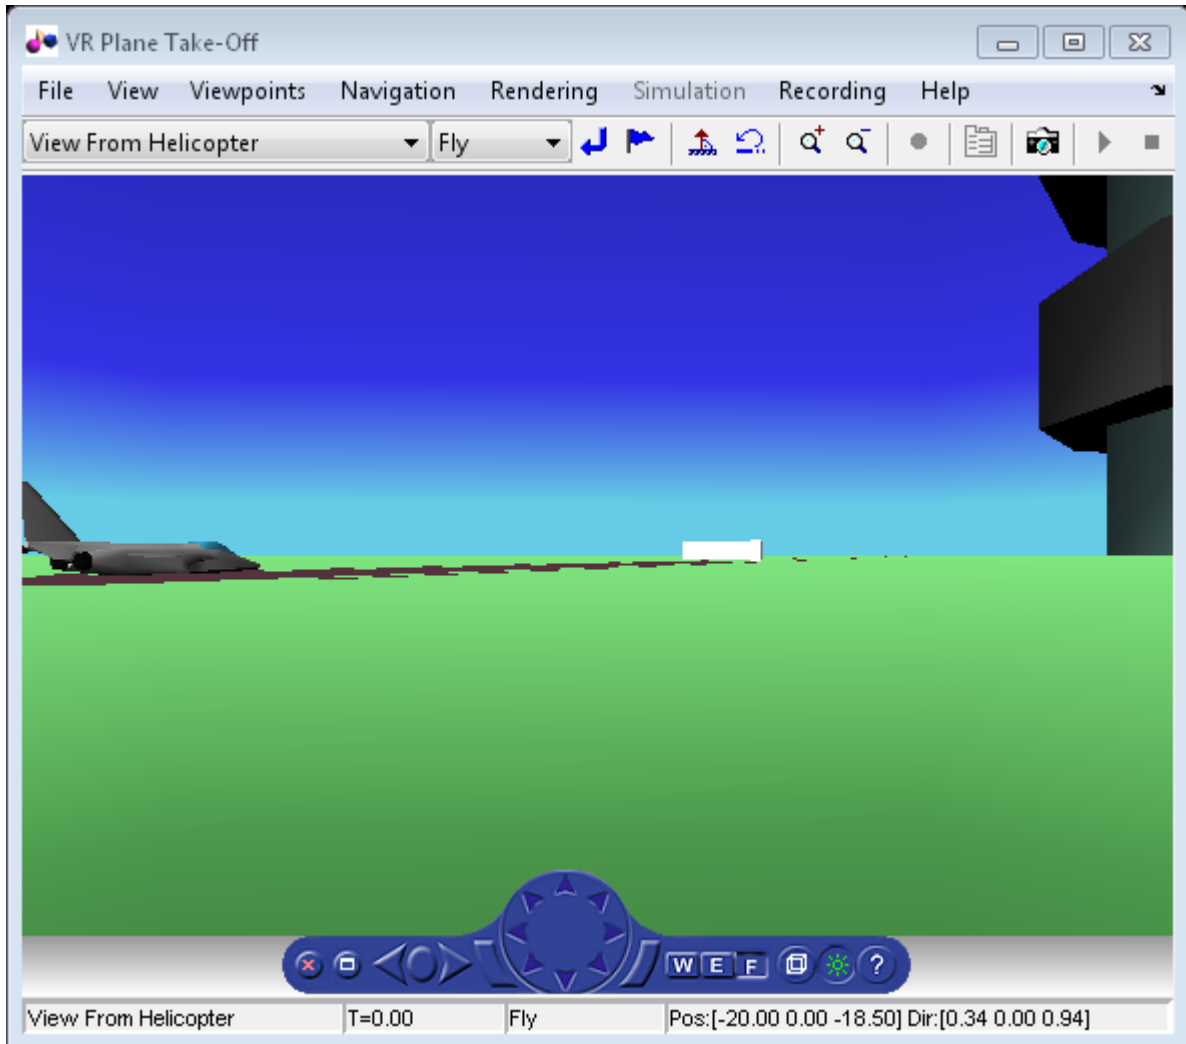 VR Plane Take-Off
File View Viewpoints Navigation Rendering Simulation Recording Help
View From Helicopter Fly
W E F ?
View From Helicopter T=0.00 Fly Pos:[-20.00 0.00 -18.50] Dir:[0.34 0.00 0.94]